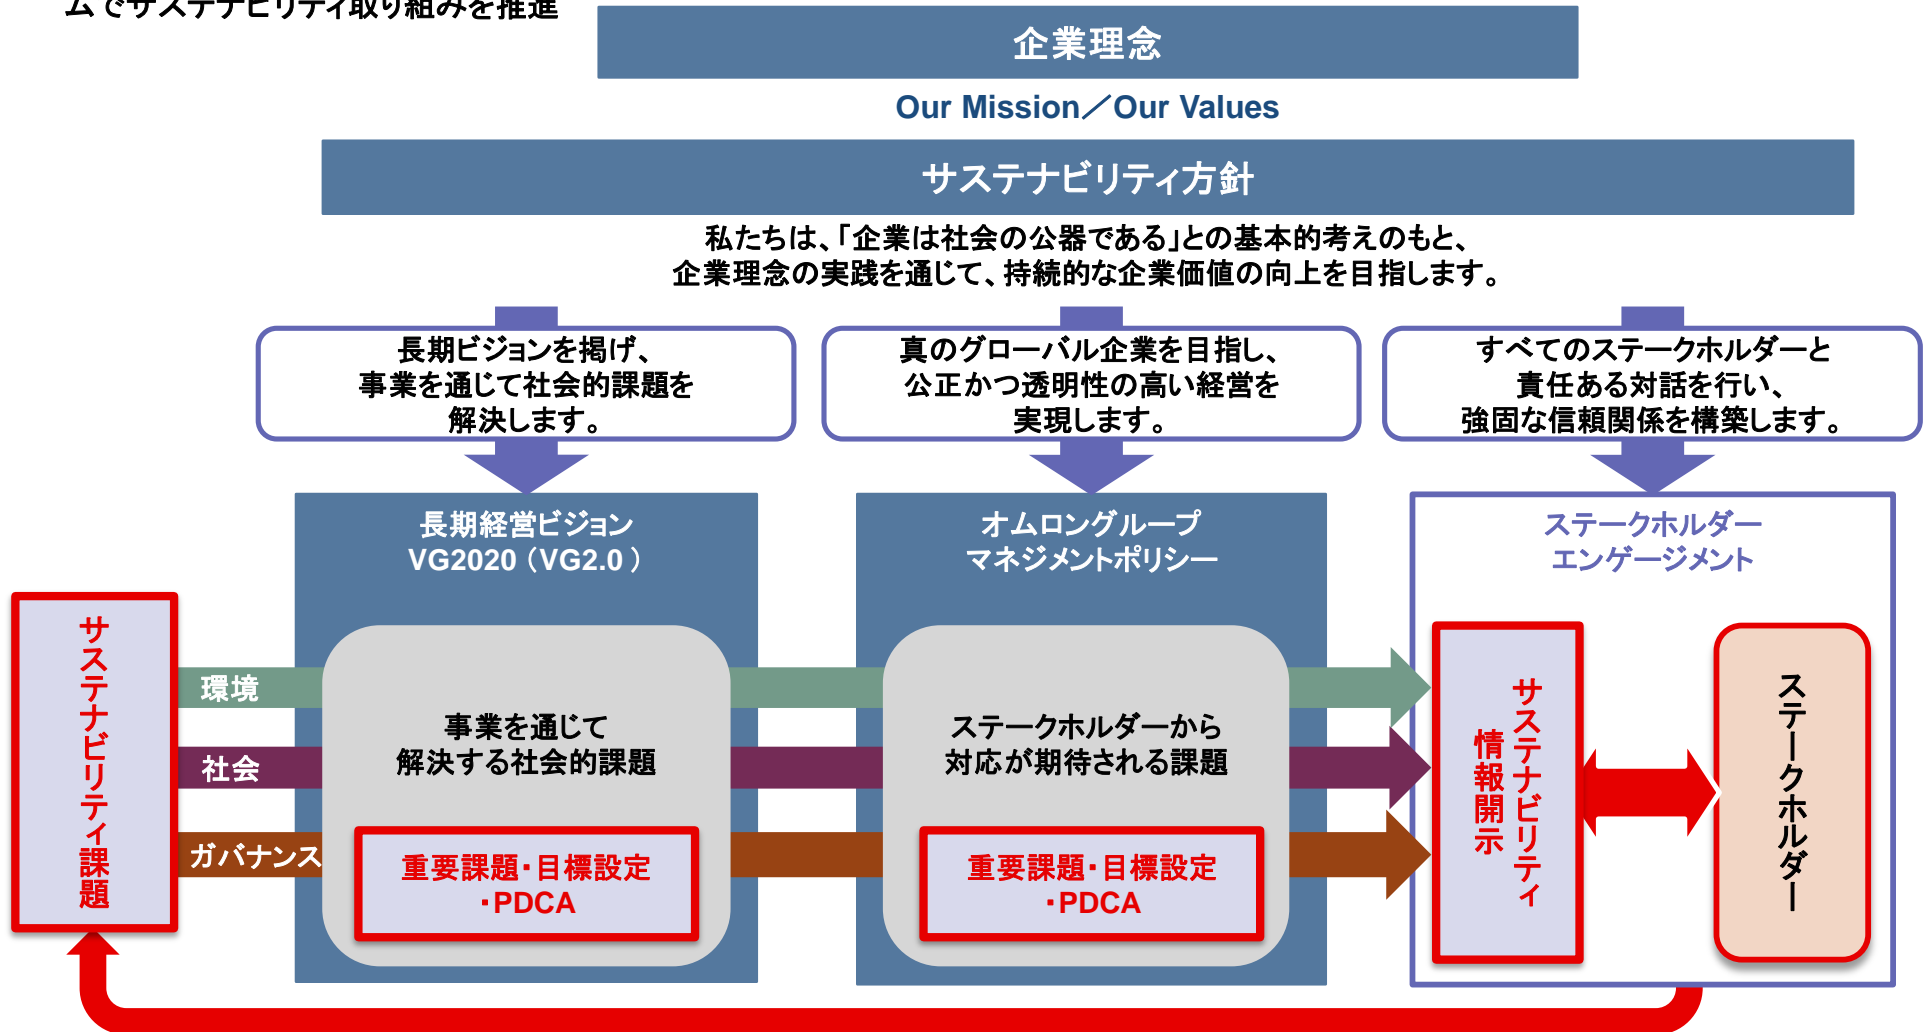 ムでサステナビリティ取り組みを推進
企業理念
Our Mission／Our Values
サステナビリティ方針
私たちは、「企業は社会の公器である」との基本的考えのもと、
企業理念の実践を通じて、持続的な企業価値の向上を目指します。
長期ビジョンを掲げ、
事業を通じて社会的課題を
解決します。
真のグローバル企業を目指し、
公正かつ透明性の高い経営を
実現します。
すべてのステークホルダーと
責任ある対話を行い、
強固な信頼関係を構築します。
長期経営ビジョン
VG2020（VG2.0 ）
オムロングループ
マネジメントポリシー
ステークホルダー
エンゲージメント
サステナビリティ課題
環境
社会
ガバナンス
事業を通じて
解決する社会的課題
重要課題・目標設定
・PDCA
ステークホルダーから
対応が期待される課題
重要課題・目標設定
・PDCA
サステナビリティ
情報開示
ステークホルダー